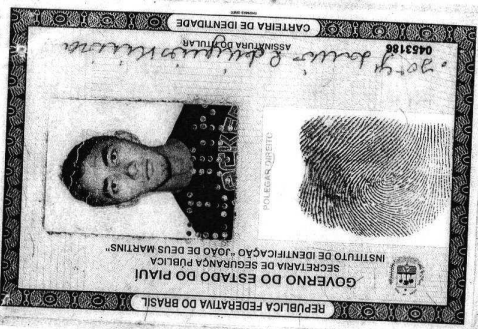 REPÚBLICA FEDERATIVA DO BRASIL
GOVERNO DO ESTADO DO PIAUÍ
SECRETARIA DE SEGURANÇA PÚBLICA
INSTITUTO DE IDENTIFICAÇÃO "JOÃO DE DEUS MARTINS"
POLEGAR DIREITO
0453186
ASSINATURA DO TITULAR
CARTEIRA DE IDENTIDADE